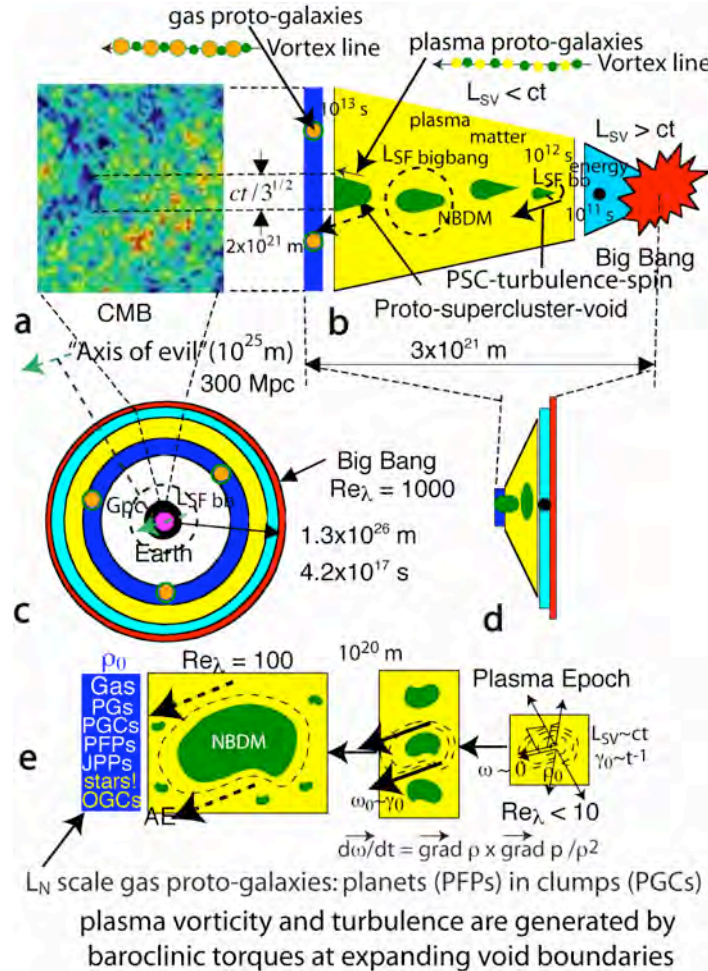 gas proto-galaxies
Vortex line
plasma proto-galaxies
Vortex line
L_SV < ct
L_SV > ct
10^13 s
plasma
matter
L_SF bigbang
10^12 s
energy
L_SF bb
10^11 s
NBDM
ct/3^1/2
2x10^21 m
Big Bang
PSC-turbulence-spin
Proto-supercluster-void
a
CMB
b
"Axis of evil"(10^25 m)
300 Mpc
3x10^21 m
Big Bang
Re_λ = 1000
Gpc
L_SF bb
Earth
1.3x10^26 m
4.2x10^17 s
c
d
ρ_0
Re_λ = 100
10^20 m
Plasma Epoch
Gas
PGs
PGCs
PFPs
JPPs
stars!
OGCs
e
NBDM
AE
ω_0~γ_0
ω ~ 0
ρ_0
L_SV~ct
γ_0~t^-1
Re_λ < 10
dω/dt = grad ρ x grad p /ρ^2
L_N scale gas proto-galaxies: planets (PFPs) in clumps (PGCs)
plasma vorticity and turbulence are generated by
baroclinic torques at expanding void boundaries